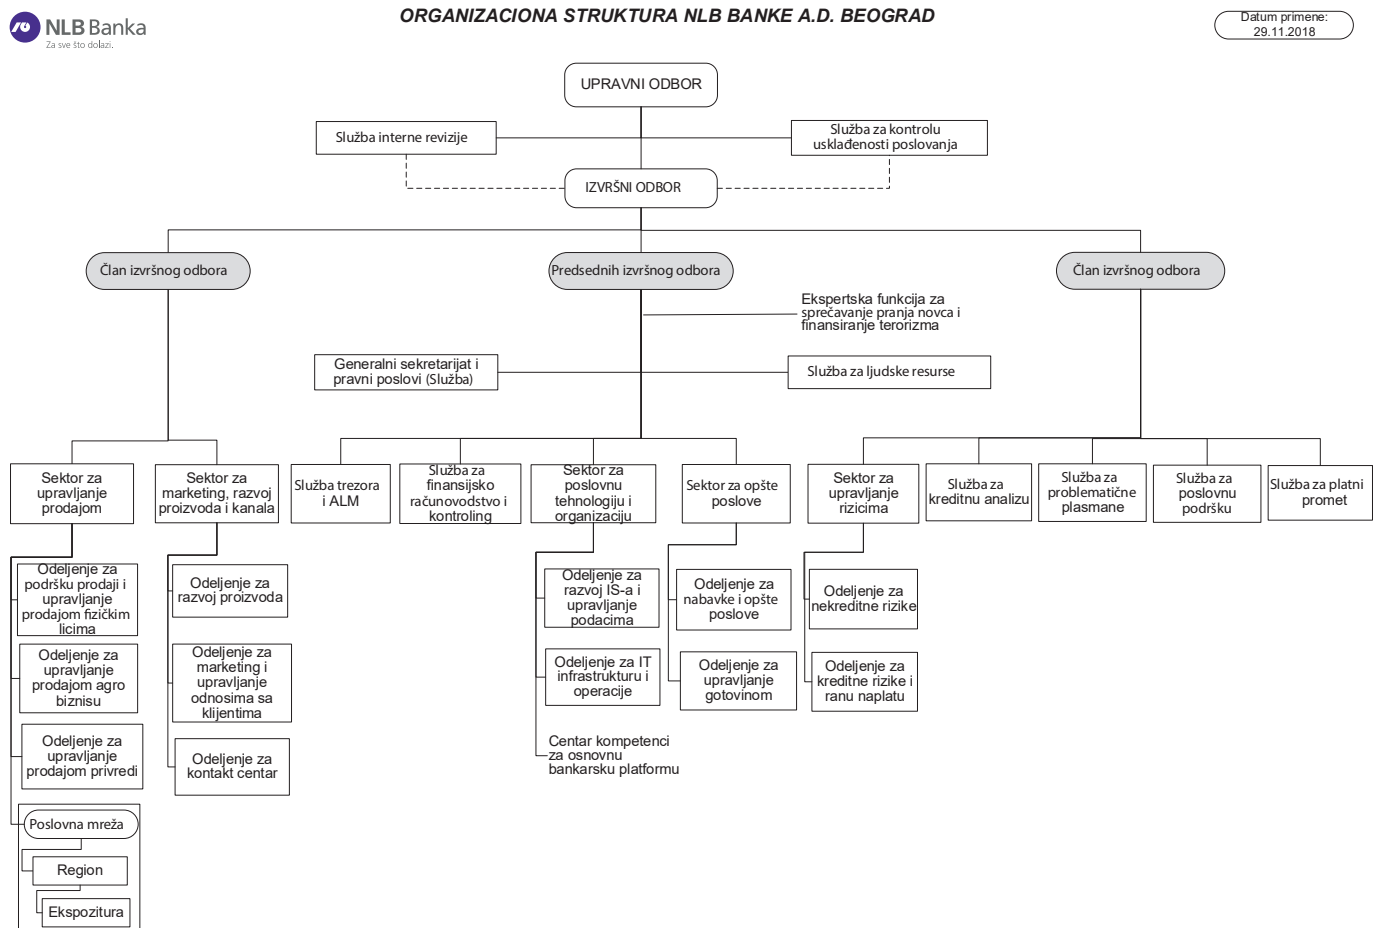 NLB Banka
Za sve što dolazi.
ORGANIZACIONA STRUKTURA NLB BANKE A.D. BEOGRAD
Datum primene:
29.11.2018
UPRAVNI ODBOR
Služba interne revizije
Služba za kontrolu
usklađenosti poslovanja
IZVRŠNI ODBOR
Član izvršnog odbora
Predsednih izvršnog odbora
Član izvršnog odbora
Ekspertska funkcija za
sprečavanje pranja novca i
finansiranje terorizma
Generalni sekretarijat i
pravni poslovi (Služba)
Služba za ljudske resurse
Sektor za
upravljanje
prodajom
Sektor za
marketing, razvoj
proizvoda i kanala
Služba trezora
i ALM
Služba za
finansijsko
računovodstvo i
kontroling
Sektor za
poslovnu
tehnologiju i
organizaciju
Sektor za opšte
poslove
Sektor za
upravljanje
rizicima
Služba za
kreditnu analizu
Služba za
problematične
plasmane
Služba za
poslovnu
podršku
Služba za platni
promet
Odeljenje za
podršku prodaji i
upravljanje
prodajom fizičkim
licima
Odeljenje za
upravljanje
prodajom agro
biznisu
Odeljenje za
upravljanje
prodajom privredi
Poslovna mreža
Region
Ekspozitura
Odeljenje za
razvoj proizvoda
Odeljenje za
marketing i
upravljanje
odnosima sa
klijentima
Odeljenje za
kontakt centar
Odeljenje za
razvoj IS-a i
upravljanje
podacima
Odeljenje za IT
infrastrukturu i
operacije
Centar kompetenci
za osnovnu
bankarsku platformu
Odeljenje za
nabavke i opšte
poslove
Odeljenje za
upravljanje
gotovinom
Odeljenje za
nekreditne rizike
Odeljenje za
kreditne rizike i
ranu naplatu